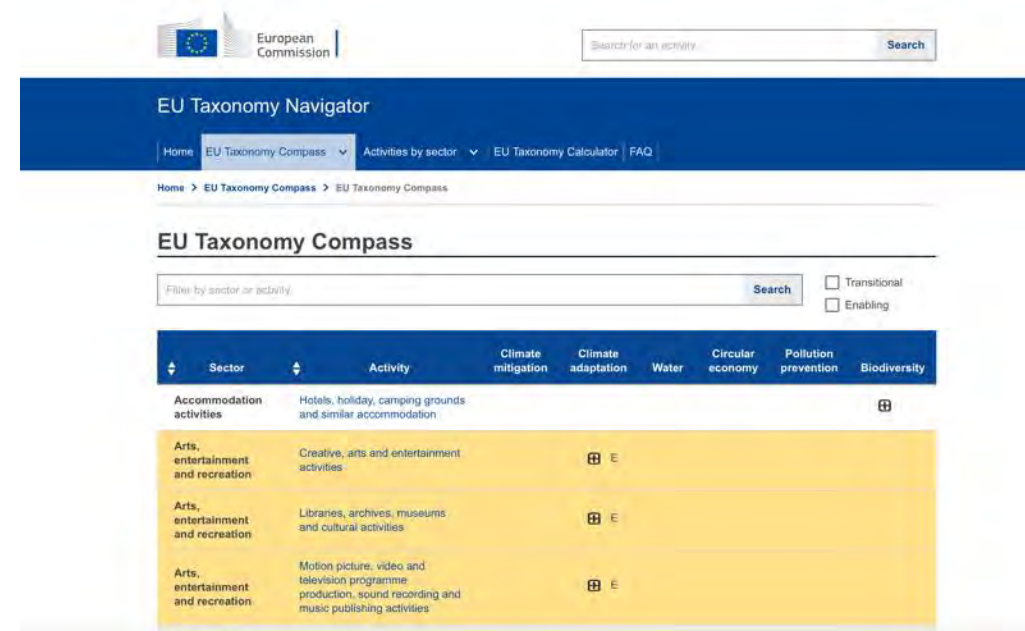 European
Commission
Search for an activity
Search
EU Taxonomy Navigator
Home
EU Taxonomy Compass
Activities by sector
EU Taxonomy Calculator
FAQ
Home > EU Taxonomy Compass > EU Taxonomy Compass
EU Taxonomy Compass
Filter by sector or activity
Search
Transitional
Enabling
Sector
Activity
Climate
mitigation
Climate
adaptation
Water
Circular
economy
Pollution
prevention
Biodiversity
Accommodation
activities
Hotels, holiday, camping grounds
and similar accommodation
Arts,
entertainment
and recreation
Creative, arts and entertainment
activities
E
Arts,
entertainment
and recreation
Libraries, archives, museums
and cultural activities
E
Arts,
entertainment
and recreation
Motion picture, video and
television programme
production, sound recording and
music publishing activities
E